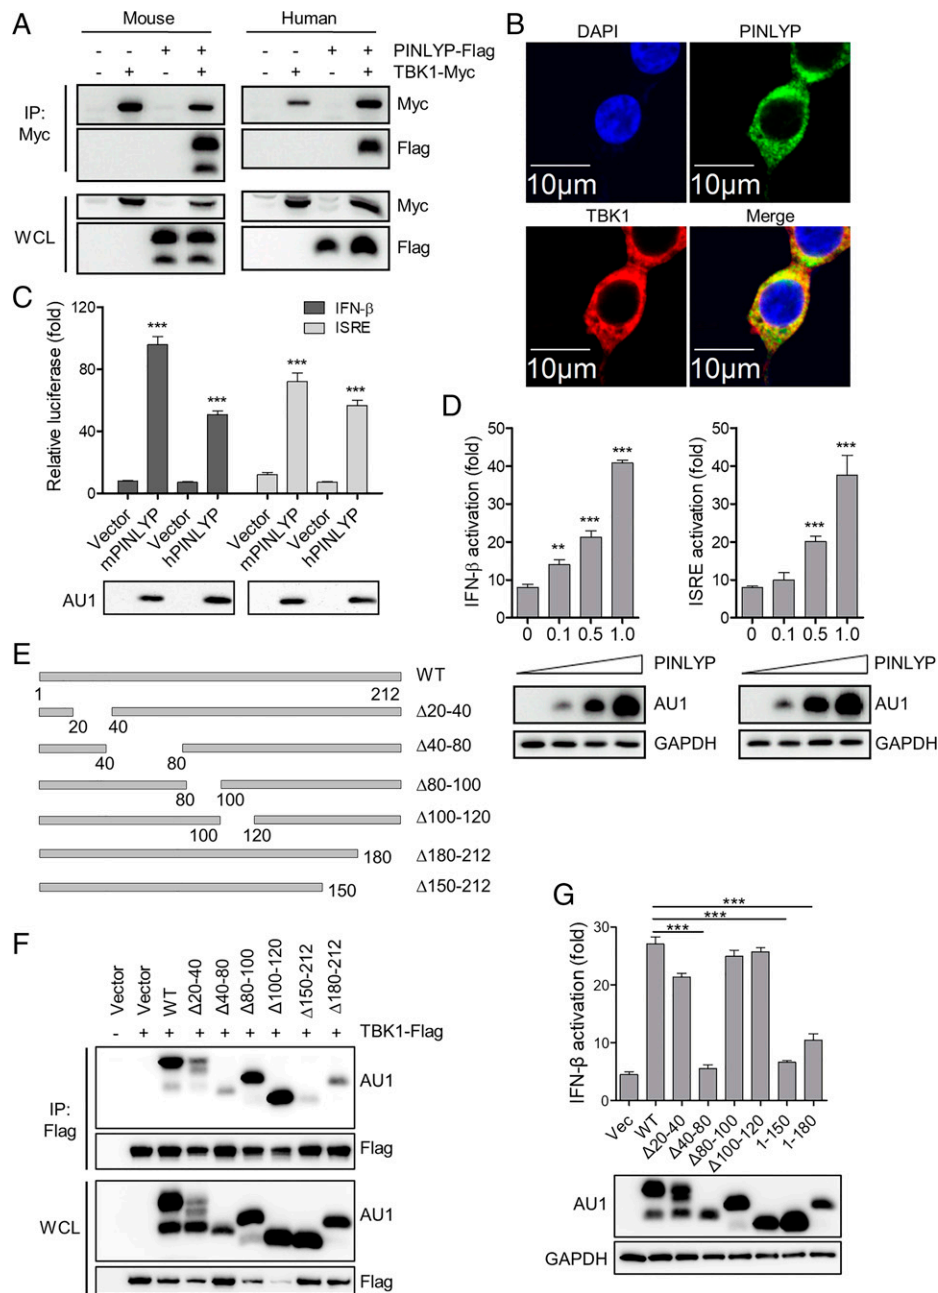 A
Mouse
Human
- - + + - - + + PINLYP-Flag
- + - + - + - + TBK1-Myc
IP:
Myc
Myc
Flag
WCL
Myc
Flag
B
DAPI
PINLYP
10μm
10μm
TBK1
Merge
10μm
10μm
C
Relative luciferase (fold)
120
80
40
0
IFN-β
ISRE
***
***
***
***
Vector
mPINLYP
Vector
hPINLYP
Vector
mPINLYP
Vector
hPINLYP
AU1
D
IFN-β activation (fold)
50
40
30
20
10
0
**
***
***
0 0.1 0.5 1.0
PINLYP
AU1
GAPDH
ISRE activation (fold)
50
40
30
20
10
0
***
***
0 0.1 0.5 1.0
PINLYP
AU1
GAPDH
E
WT
1 212
Δ20-40
20 40
Δ40-80
40 80
Δ80-100
80 100
Δ100-120
100 120
Δ180-212
180
Δ150-212
150
F
Vector
Vector
WT
Δ20-40
Δ40-80
Δ80-100
Δ100-120
Δ150-212
Δ180-212
- + + + + + + + + TBK1-Flag
IP:
Flag
AU1
Flag
WCL
AU1
Flag
G
IFN-β activation (fold)
30
20
10
0
***
***
***
Vec
WT
Δ20-40
Δ40-80
Δ80-100
Δ100-120
1-150
1-180
AU1
GAPDH